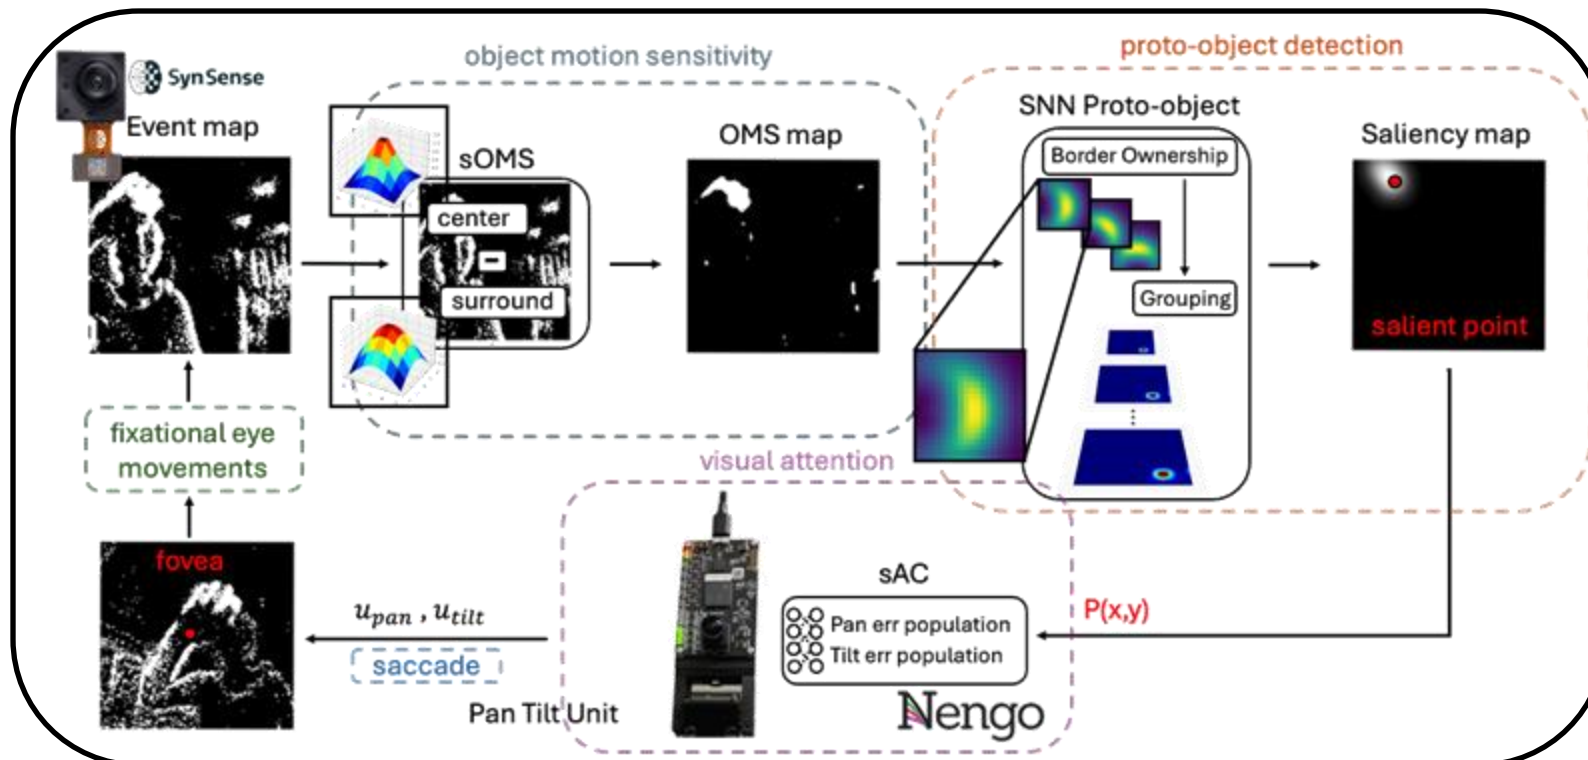 object motion sensitivity
proto-object detection
SynSense
Event map
sOMS
center
-
surround
OMS map
SNN Proto-object
Border Ownership
Grouping
Saliency map
salient point
fixational eye
movements
visual attention
fovea
u_pan , u_tilt
saccade
Pan Tilt Unit
sAC
Pan err population
Tilt err population
Nengo
P(x,y)